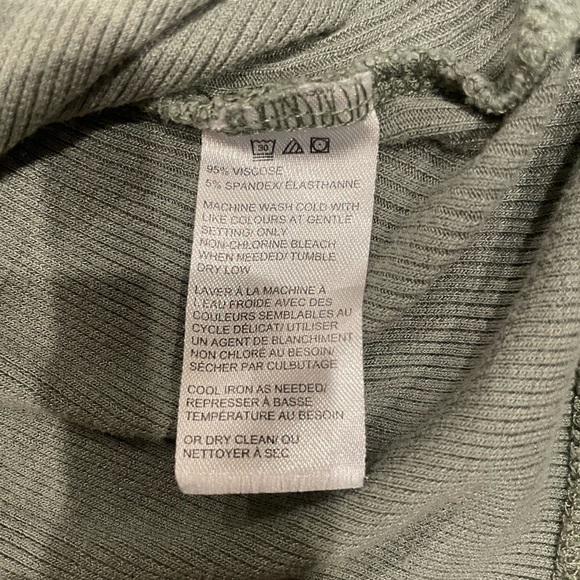 30
95% VISCOSE
5% SPANDEX/ ÉLASTHANNE
MACHINE WASH COLD WITH
LIKE COLOURS AT GENTLE
SETTING/ ONLY
NON-CHLORINE BLEACH
WHEN NEEDED/ TUMBLE
DRY LOW
LAVER À LA MACHINE À
L'EAU FROIDE AVEC DES
COULEURS SEMBLABLES AU
CYCLE DÉLICAT/ UTILISER
UN AGENT DE BLANCHIMENT
NON CHLORÉ AU BESOIN/
SÉCHER PAR CULBUTAGE
COOL IRON AS NEEDED/
REPRESSER À BASSE
TEMPÉRATURE AU BESOIN
OR DRY CLEAN/ OU
NETTOYER À SEC